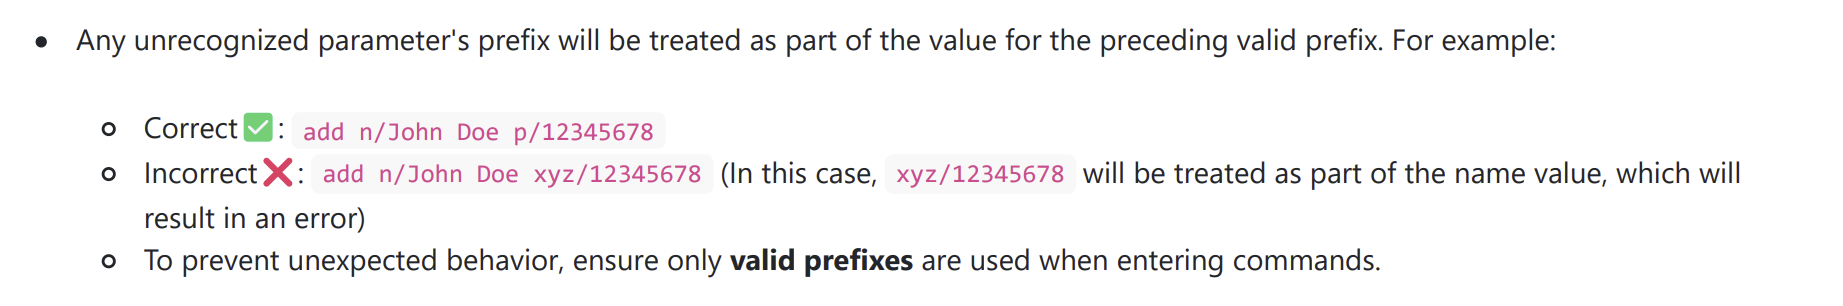 Any unrecognized parameter's prefix will be treated as part of the value for the preceding valid prefix. For example:
Correct✅: add n/John Doe p/12345678
Incorrect❌: add n/John Doe xyz/12345678 (In this case, xyz/12345678 will be treated as part of the name value, which will
result in an error)
To prevent unexpected behavior, ensure only valid prefixes are used when entering commands.